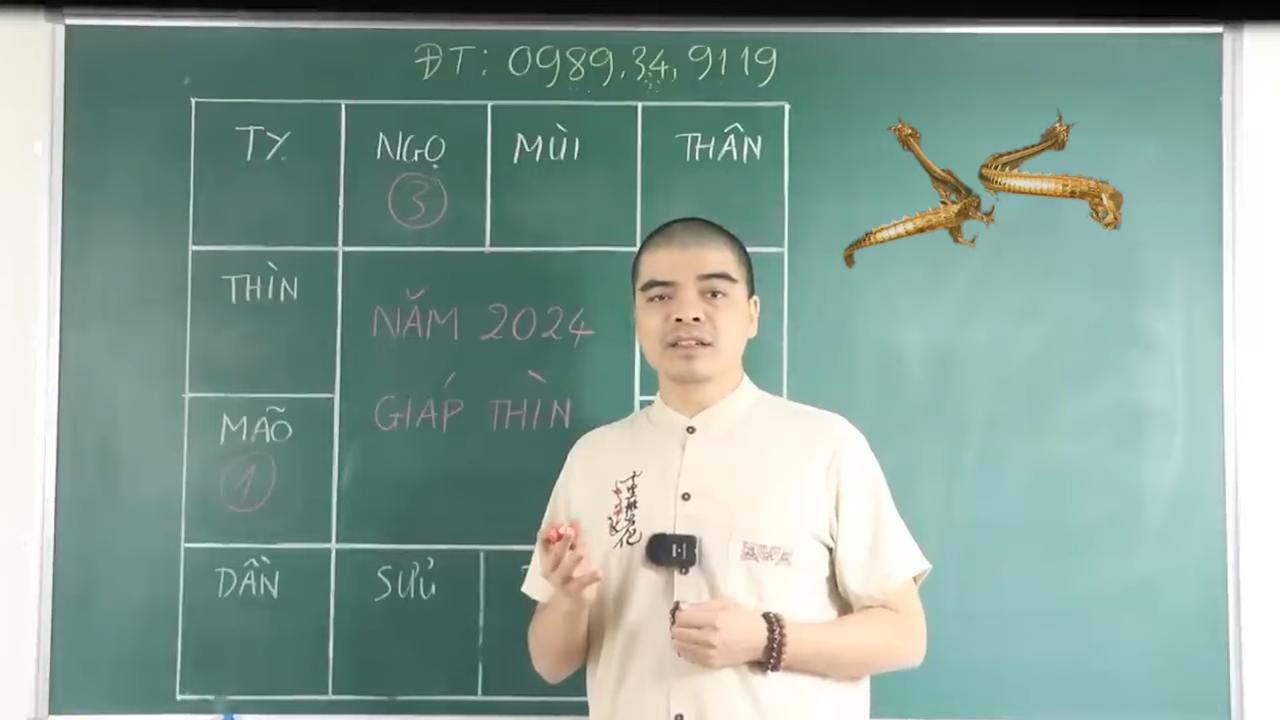 ĐT: 0989.34.9119
TỴ NGỌ MÙI THÂN
3
THÌN
NĂM 2024
GIÁP THÌN
MÃO
1
DẦN SỬU